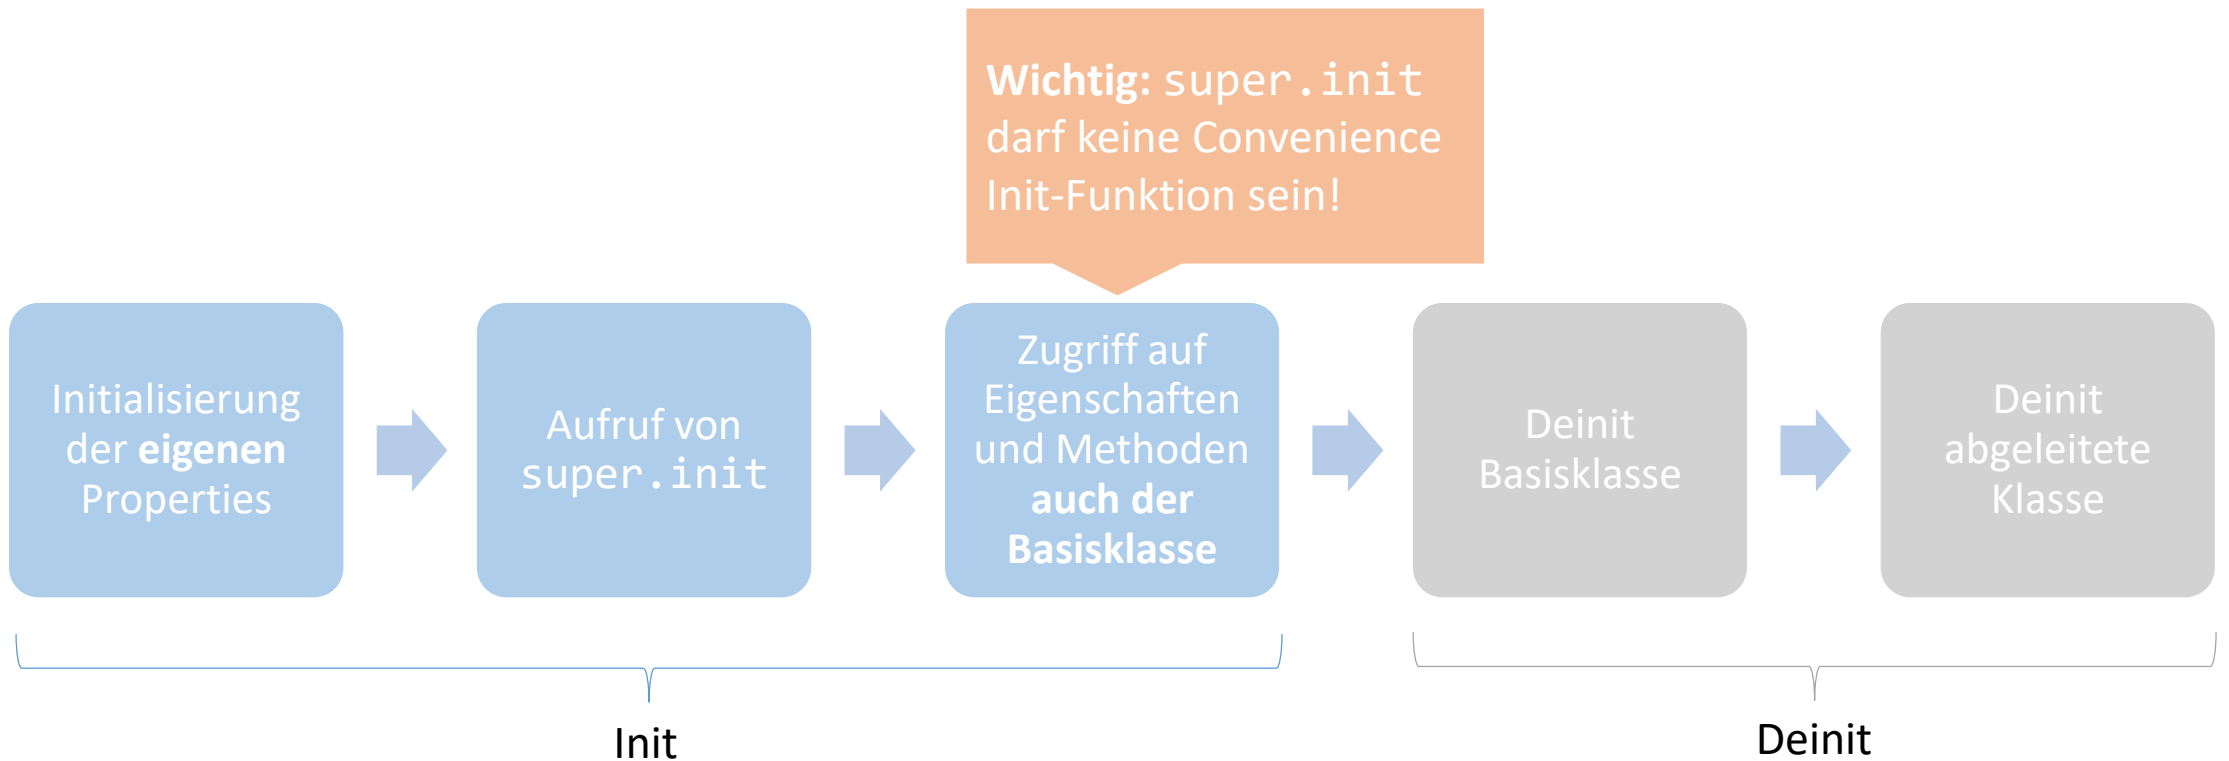 Wichtig: super.init
darf keine Convenience
Init-Funktion sein!
Initialisierung
der eigenen
Properties
Aufruf von
super.init
Zugriff auf
Eigenschaften
und Methoden
auch der
Basisklasse
Deinit
Basisklasse
Deinit
abgeleitete
Klasse
Init
Deinit